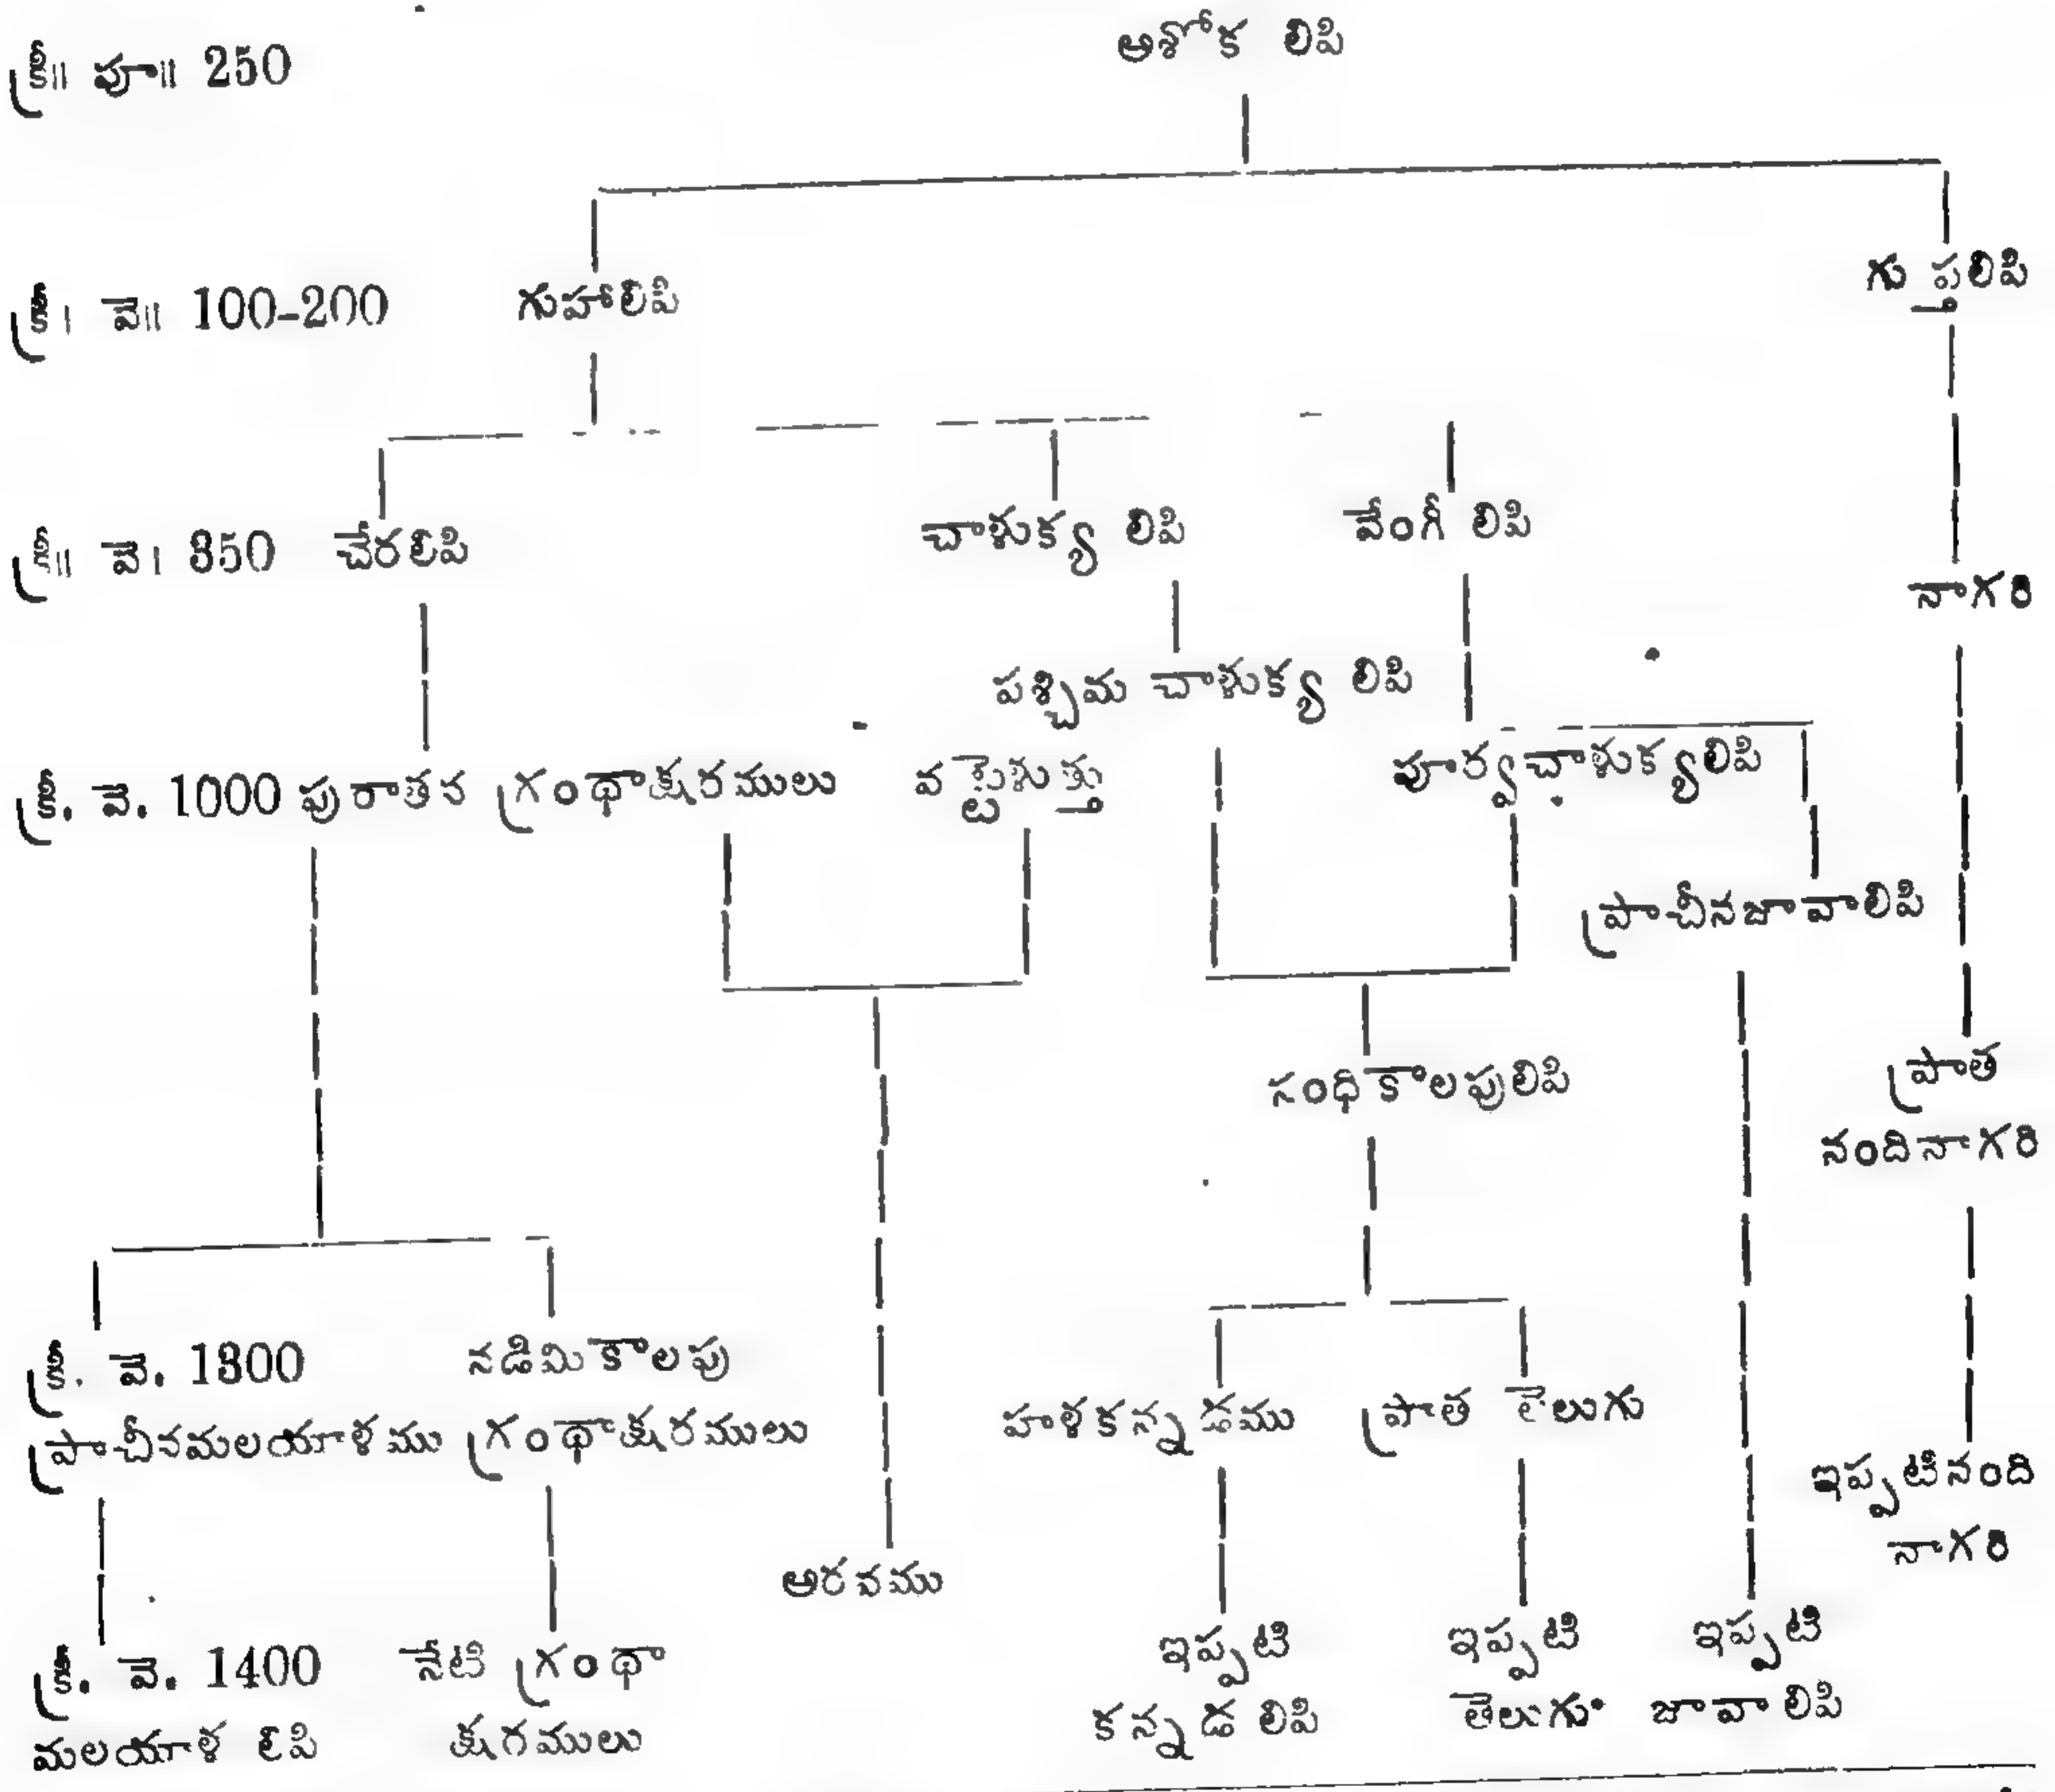 క్రీ॥ పూ॥ 250 అశోక లిపి
క్రీ। వె॥ 100-200 గుహాలిపి గుప్తలిపి
క్రీ॥ వె। 350 చేరలిపి చాళుక్య లిపి వేంగీ లిపి
నాగరి
పశ్చిమ చాళుక్య లిపి
క్రీ. వె. 1000 పురాతన గ్రంథాక్షరములు వట్టెళుత్తు పూర్వచాళుక్యలిపి
ప్రాచీనజావాలిపి
సంధికాలపులిపి ప్రాత
నందినాగరి
క్రీ. వె. 1300 నడిమికాలపు
ప్రాచీనమలయాళము గ్రంథాక్షరములు హళకన్నడము ప్రాత తెలుగు
ఇప్పటినంది
నాగరి
అరవము
క్రీ. వె. 1400 నేటి గ్రంథా ఇప్పటి ఇప్పటి ఇప్పటి
మలయాళ లిపి క్షరములు కన్నడ లిపి తెలుగు జావా లిపి